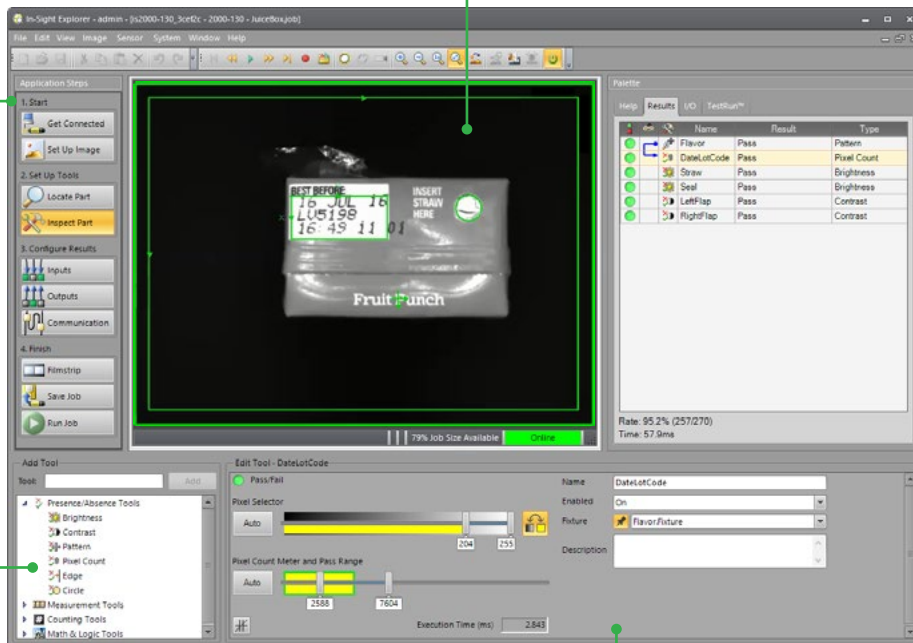 In-Sight Explorer - admin - [is2000-130_3cef2c - 2000-130 - JuiceBox.job]
File Edit View Image Sensor System Window Help
Application Steps
1. Start
Get Connected
Set Up Image
2. Set Up Tools
Locate Part
Inspect Part
3. Configure Results
Inputs
Outputs
Communication
4. Finish
Filmstrip
Save Job
Run Job
BEST BEFORE:
16 JUL 16
LV5198
16:49 11 01
INSERT
STRAW
HERE
Fruit Punch
79% Job Size Available Online
Palette
Help Results I/O TestRun™
Name Result Type
Flavor Pass Pattern
DateLotCode Pass Pixel Count
Straw Pass Brightness
Seal Pass Brightness
LeftFlap Pass Contrast
RightFlap Pass Contrast
Rate: 95.2% (257/270)
Time: 57.9ms
Add Tool
Tool: Add
Presence/Absence Tools
Brightness
Contrast
Pattern
Pixel Count
Edge
Circle
Measurement Tools
Counting Tools
Math & Logic Tools
Edit Tool - DateLotCode
Pass/Fail
Pixel Selector
Auto
204 255
Pixel Count Meter and Pass Range
Auto
2588 7604
Execution Time (ms) 2.843
Name DateLotCode
Enabled On
Fixture Flavor.Fixture
Description